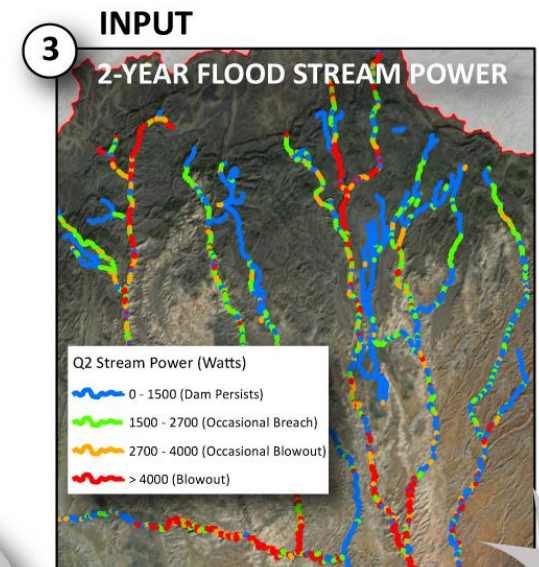 INPUT
3
2-YEAR FLOOD STREAM POWER
Q2 Stream Power (Watts)
0 - 1500 (Dam Persists)
1500 - 2700 (Occasional Breach)
2700 - 4000 (Occasional Blowout)
> 4000 (Blowout)